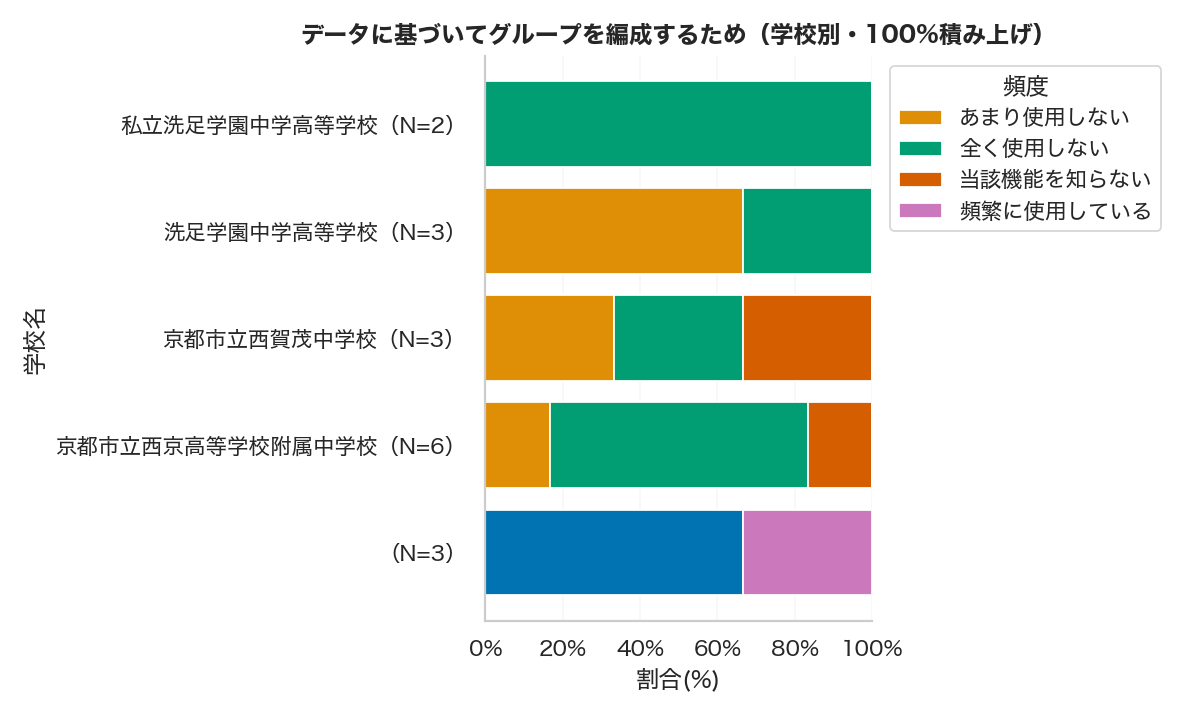 データに基づいてグループを編成するため（学校別・100%積み上げ）
頻度
あまり使用しない
全く使用しない
当該機能を知らない
頻繁に使用している
学校名
私立洗足学園中学高等学校（N=2）
洗足学園中学高等学校（N=3）
京都市立西賀茂中学校（N=3）
京都市立西京高等学校附属中学校（N=6）
（N=3）
0% 20% 40% 60% 80% 100%
割合(%)